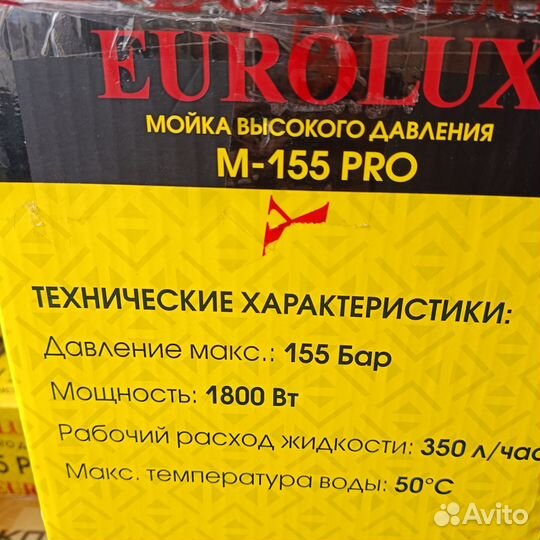 EUROLUX
МОЙКА ВЫСОКОГО ДАВЛЕНИЯ
М-155 PRO
ТЕХНИЧЕСКИЕ ХАРАКТЕРИСТИКИ:
Давление макс.: 155 Бар
Мощность: 1800 Вт
Рабочий расход жидкости: 350 л/час
Макс. температура воды: 50°С
Avito